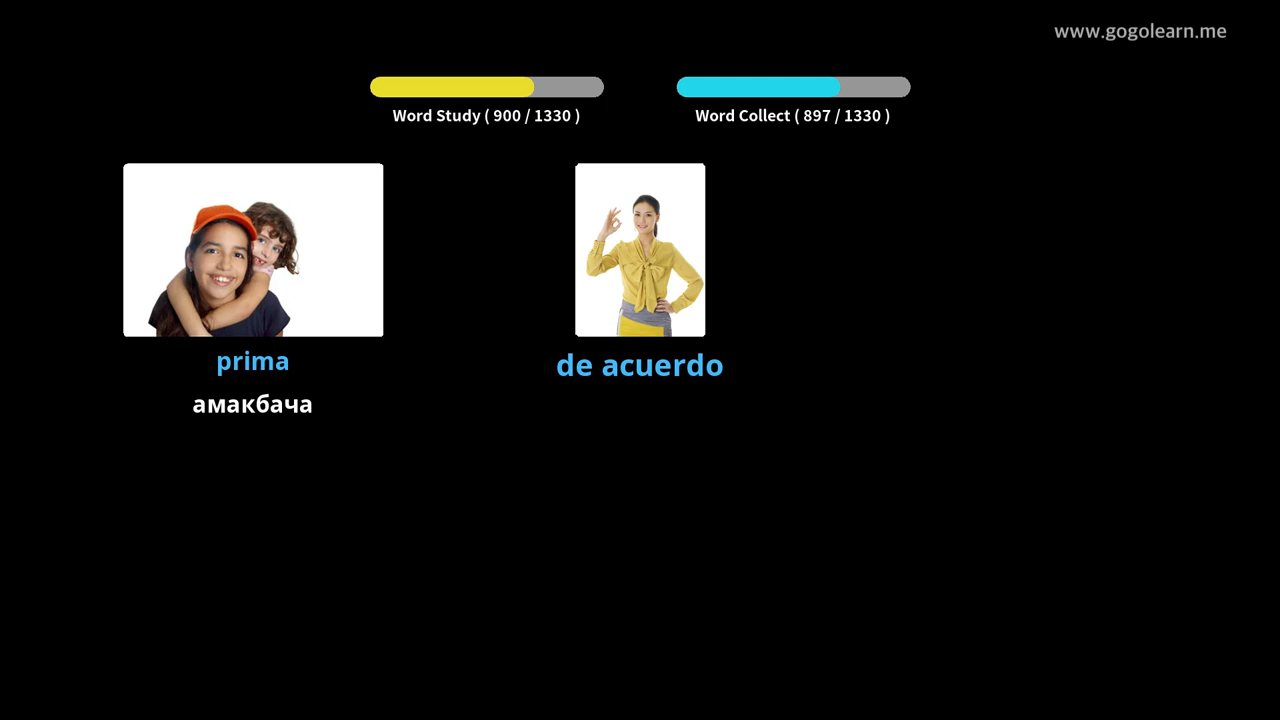 www.gogolearn.me
Word Study ( 900 / 1330 )
Word Collect ( 897 / 1330 )
prima
амакбача
de acuerdo